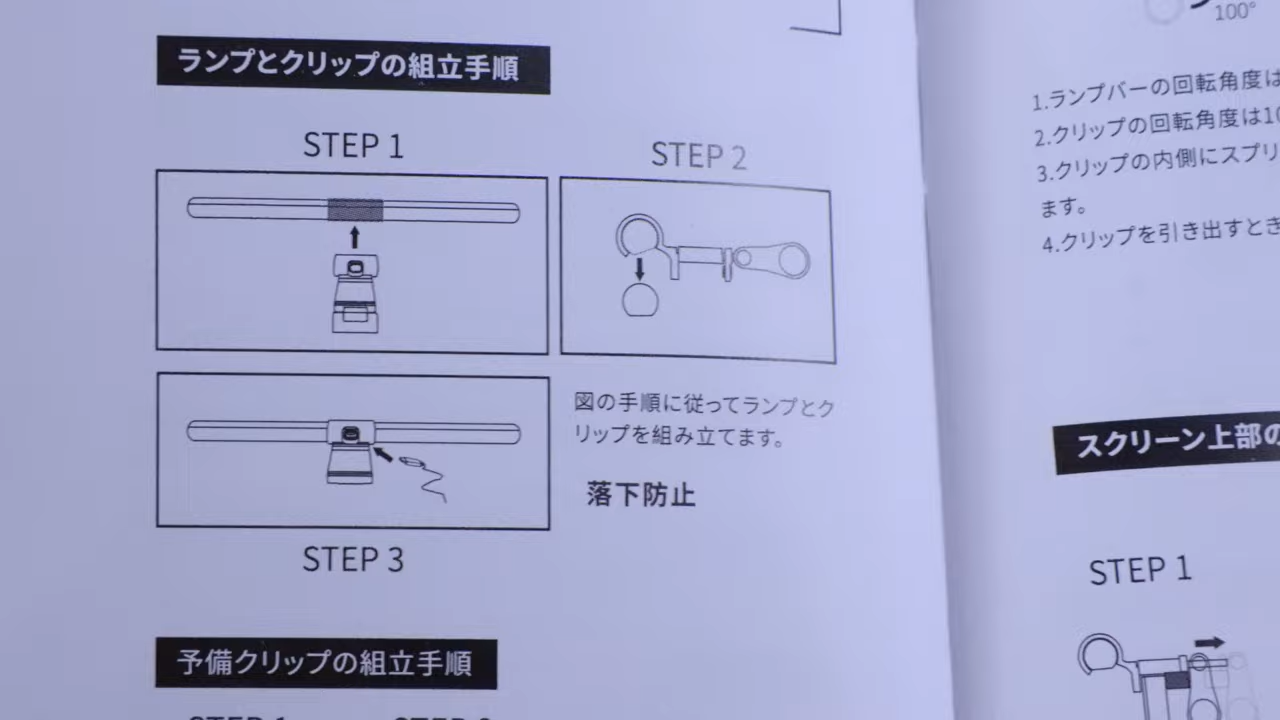 ランプとクリップの組立手順
STEP 1
STEP 2
図の手順に従ってランプとク
リップを組み立てます。
落下防止
STEP 3
予備クリップの組立手順
100°
1.ランプバーの回転角度は
2.クリップの回転角度は10
3.クリップの内側にスプリ
ます。
4.クリップを引き出すとき
スクリーン上部の
STEP 1